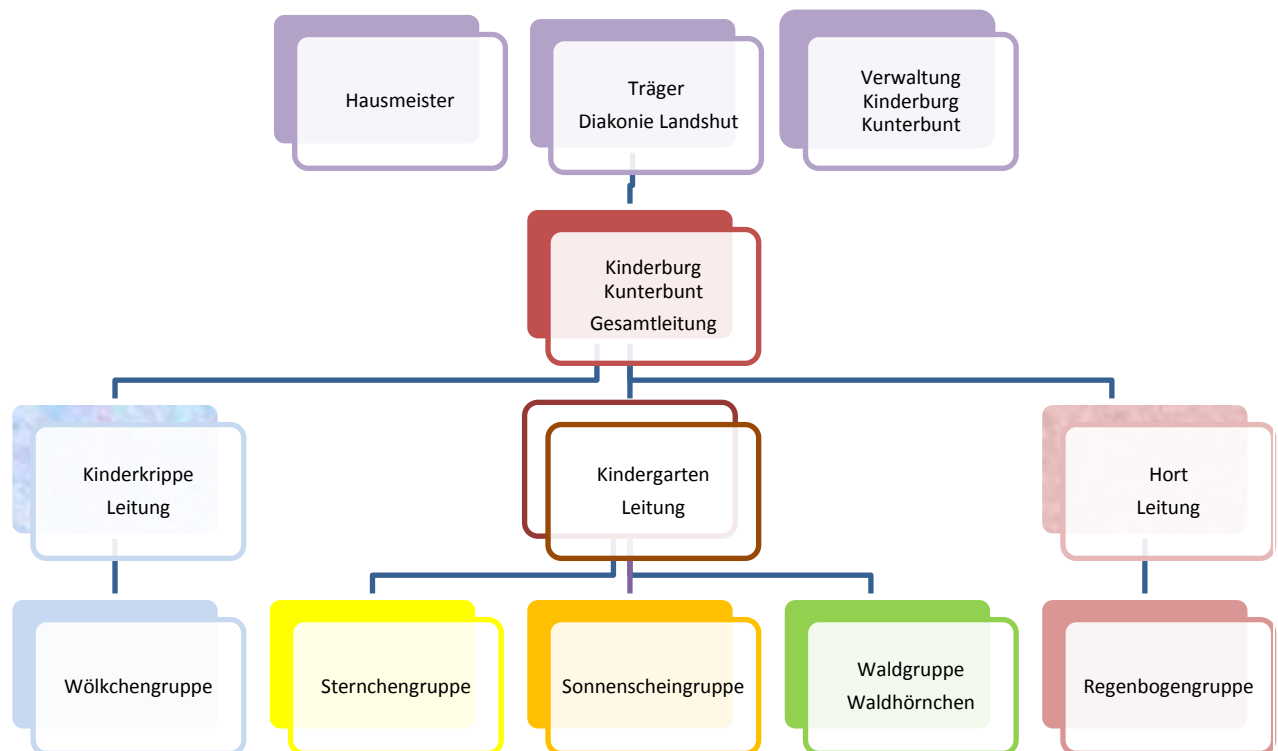 Hausmeister
Träger
Diakonie Landshut
Verwaltung
Kinderburg
Kunterbunt
Kinderburg
Kunterbunt
Gesamtleitung
Kinderkrippe
Leitung
Kindergarten
Leitung
Hort
Leitung
Wölkchengruppe
Sternchengruppe
Sonnenscheingruppe
Waldgruppe
Waldhörnchen
Regenbogengruppe